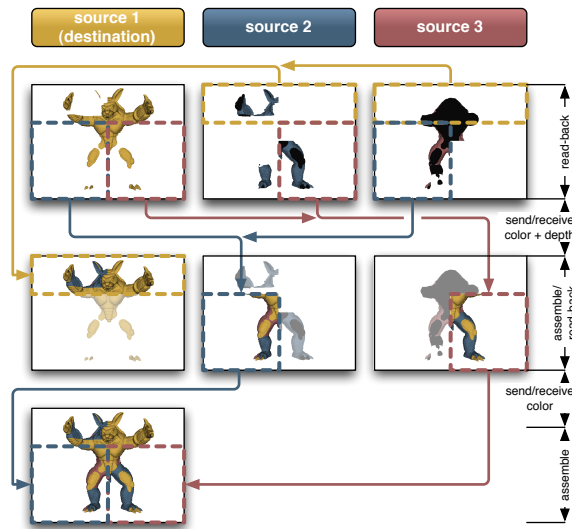 source 1
(destination)
source 2
source 3
read-back
send/receive
color + depth
assemble/
read-back
send/receive
color
assemble